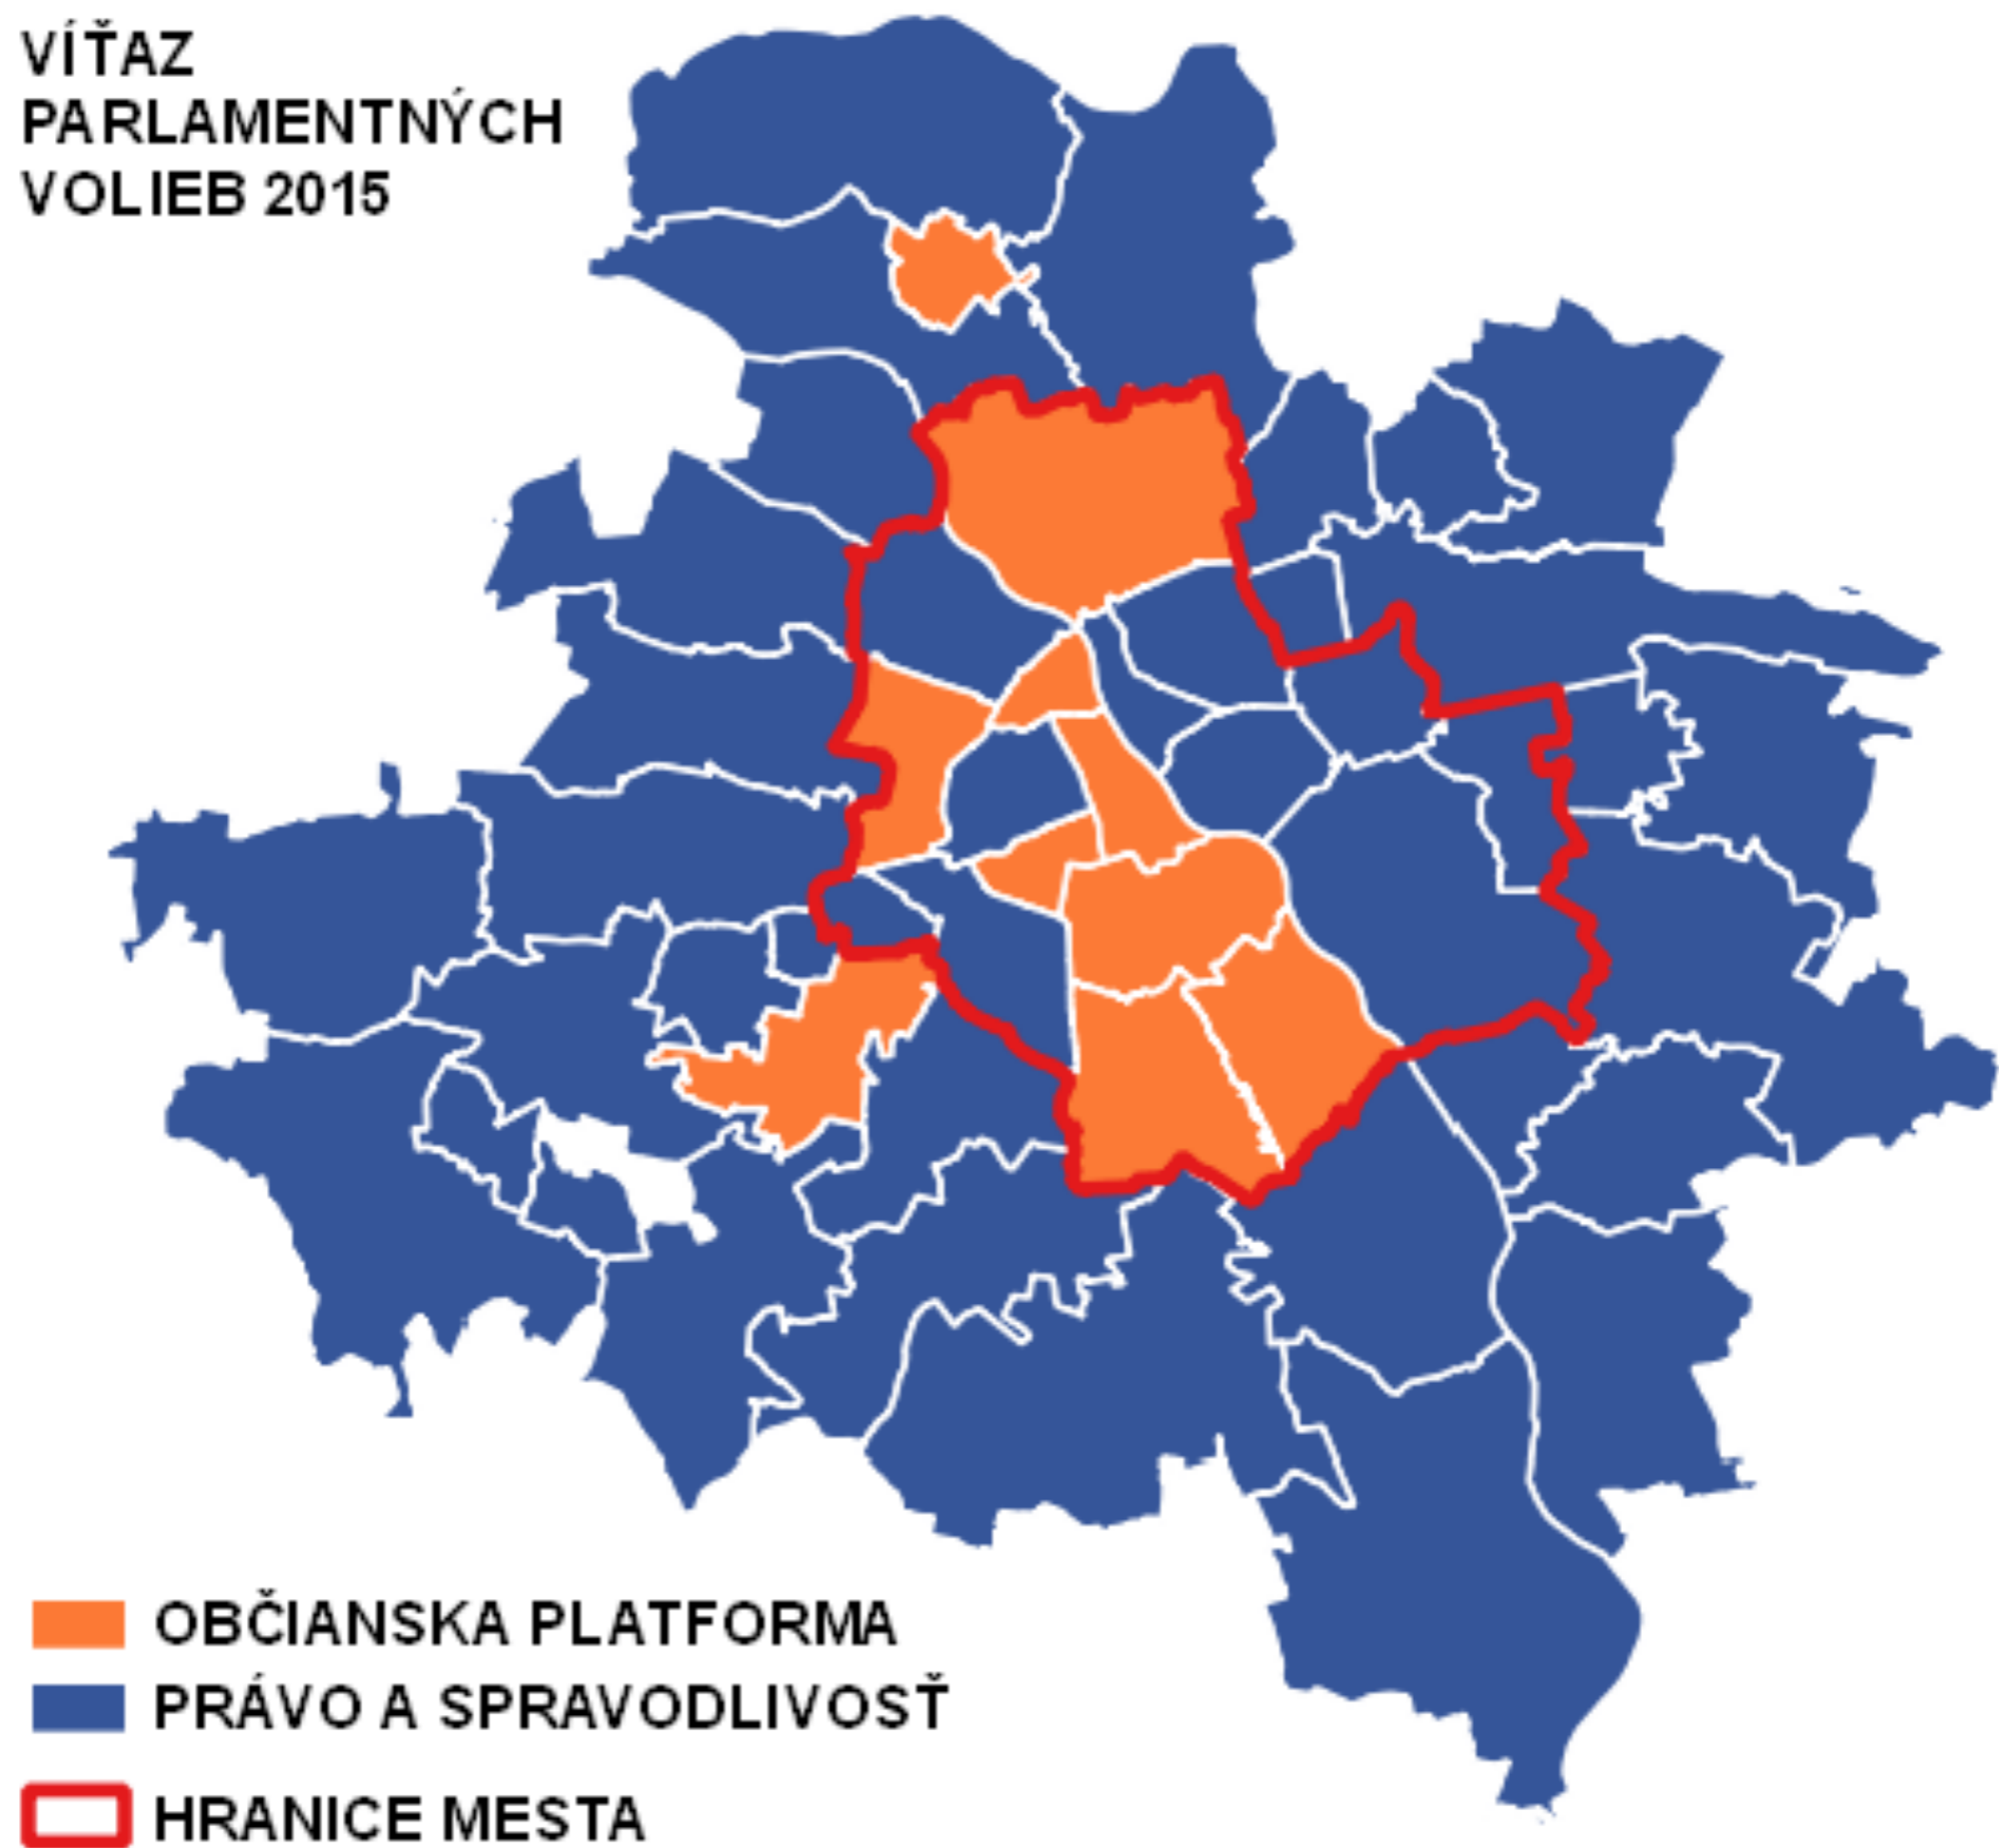 VÍŤAZ
PARLAMENTNÝCH
VOLIEB 2015
OBČIANSKA PLATFORMA
PRÁVO A SPRAVODLIVOSŤ
HRANICE MESTA